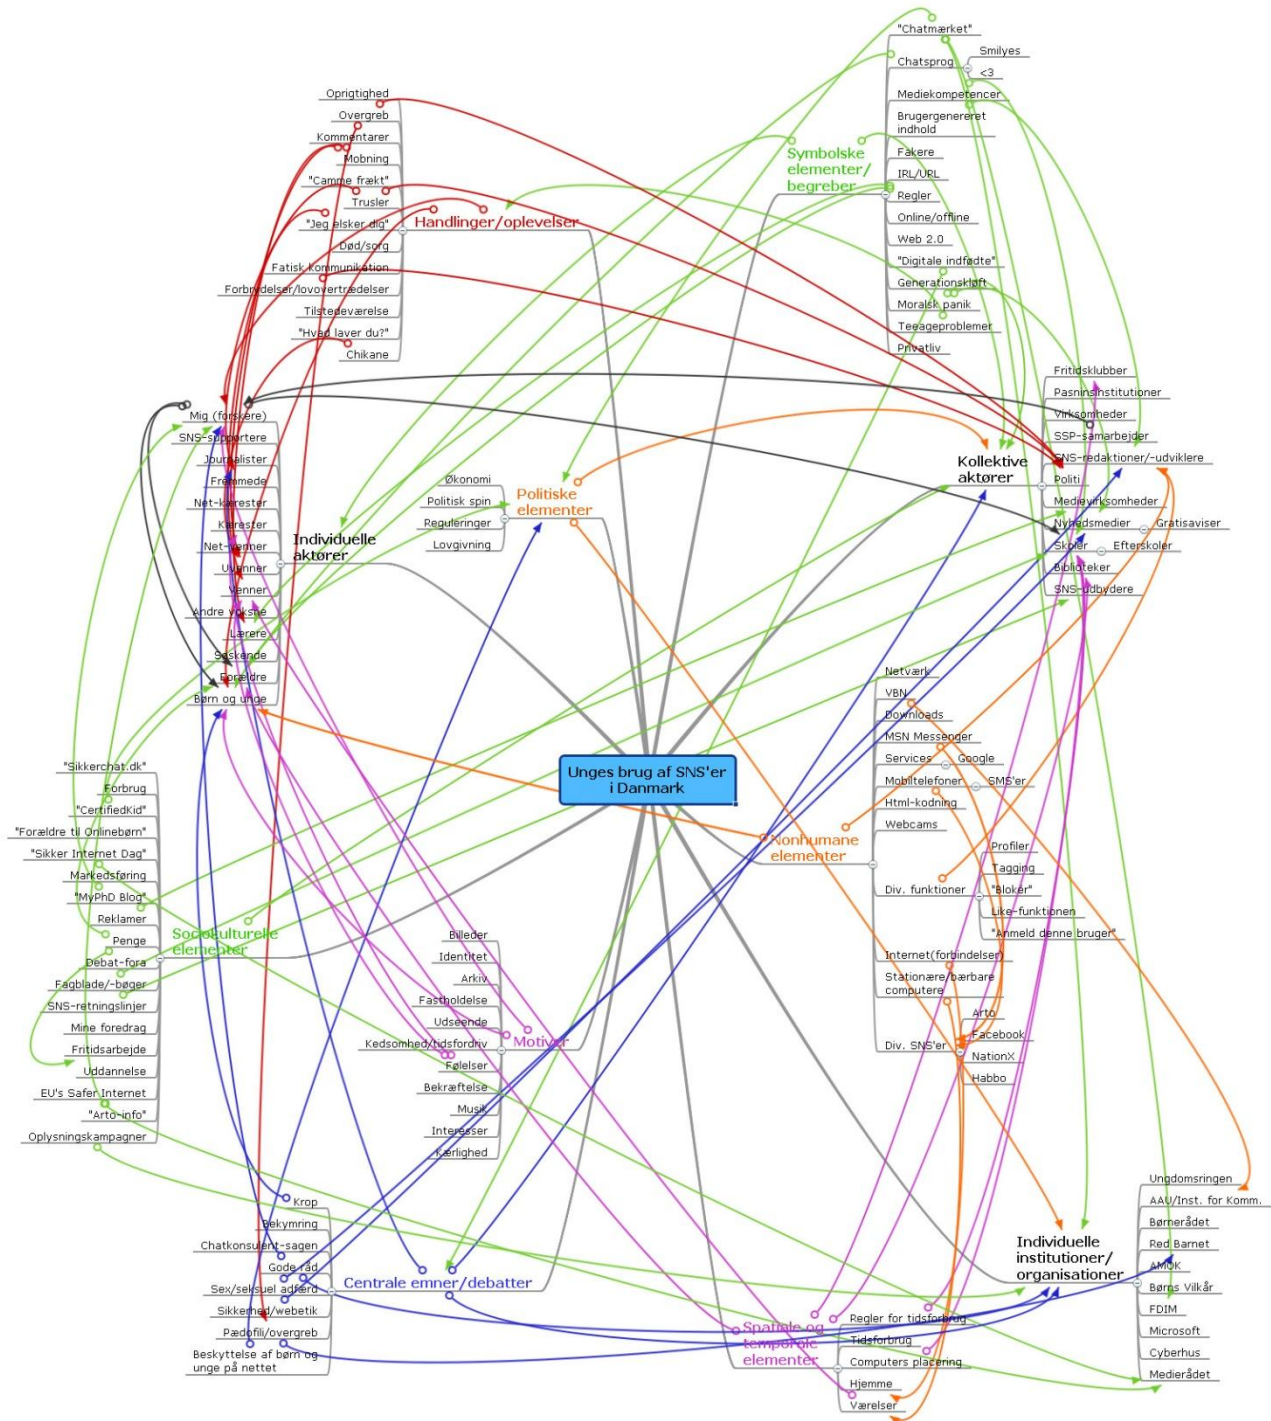 "Chatmærket"
Chatsprog
Smilyes
<3
Mediekompetencer
Brugergenereret
indhold
Fakere
IRL/URL
Regler
Online/offline
Web 2.0
"Digitale indfødte"
Generationskløft
Moralsk panik
Teeageproblemer
Privatliv
Symbolske
elementer/
begreber
Oprigtighed
Overgreb
Kommentarer
Mobning
"Camme frækt"
Trusler
"Jeg elsker dig"
Død/sorg
Fatisk kommunikation
Forbrydelser/lovovertrædelser
Tilstedeværelse
"Hvad laver du?"
Chikane
Handlinger/oplevelser
Mig (forskere)
SNS-supportere
Journalister
Fremmede
Net-kærester
Kærester
Net-venner
Uvenner
Venner
Andre voksne
Lærere
Søskende
Forældre
Børn og unge
Individuelle
aktører
Økonomi
Politisk spin
Reguleringer
Lovgivning
Politiske
elementer
Kollektive
aktører
Fritidsklubber
Pasninsinstitutioner
Virksomheder
SSP-samarbejder
SNS-redaktioner/-udviklere
Politi
Medievirksomheder
Nyhedsmedier
Gratisaviser
Skoler
Efterskoler
Biblioteker
SNS-udbydere
Unges brug af SNS'er
i Danmark
Nonhumane
elementer
Netværk
VBN
Downloads
MSN Messenger
Services
Google
Mobiltelefoner
SMS'er
Html-kodning
Webcams
Div. funktioner
Profiler
Tagging
"Bloker"
Like-funktionen
"Anmeld denne bruger"
Internet(forbindelser)
Stationære/bærbare
computere
Div. SNS'er
Arto
Facebook
NationX
Habbo
"Sikkerchat.dk"
Forbrug
"CertifiedKid"
"Forældre til Onlinebørn"
"Sikker Internet Dag"
Markedsføring
"MyPhD Blog"
Reklamer
Penge
Debat-fora
Fagblade/-bøger
SNS-retningslinjer
Mine foredrag
Fritidsarbejde
Uddannelse
EU's Safer Internet
"Arto-info"
Oplysningskampagner
Sociokulturelle
elementer
Billeder
Identitet
Arkiv
Fastholdelse
Udseende
Kedsomhed/tidsfordriv
Følelser
Bekræftelse
Musik
Interesser
Kærlighed
Motiver
Krop
Bekymring
Chatkonsulent-sagen
Gode råd
Sex/seksuel adfærd
Sikkerhed/webetik
Pædofili/overgreb
Beskyttelse af børn og
unge på nettet
Centrale emner/debatter
Spatiale og
temporale
elementer
Regler for tidsforbrug
Tidsforbrug
Computers placering
Hjemme
Værelser
Individuelle
institutioner/
organisationer
Ungdomsringen
AAU/Inst. for Komm.
Børnerådet
Red Barnet
AMOK
Børns Vilkår
FDIM
Microsoft
Cyberhus
Medierådet